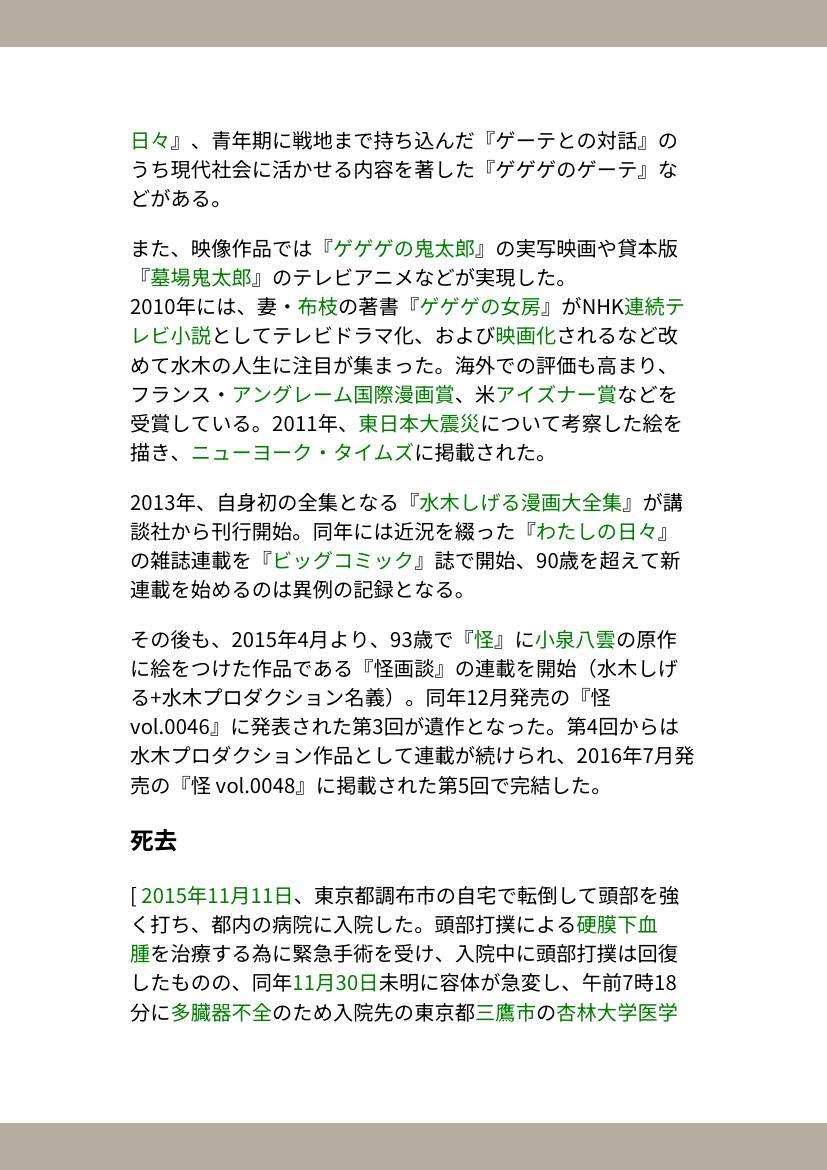 日々』、青年期に戦地まで持ち込んだ『ゲーテとの対話』の
うち現代社会に活かせる内容を著した『ゲゲゲのゲーテ』な
どがある。
また、映像作品では『ゲゲゲの鬼太郎』の実写映画や貸本版
『墓場鬼太郎』のテレビアニメなどが実現した。
2010年には、妻・布枝の著書『ゲゲゲの女房』がNHK連続テ
レビ小説としてテレビドラマ化、および映画化されるなど改
めて水木の人生に注目が集まった。海外での評価も高まり、
フランス・アングレーム国際漫画賞、米アイズナー賞などを
受賞している。2011年、東日本大震災について考察した絵を
描き、ニューヨーク・タイムズに掲載された。
2013年、自身初の全集となる『水木しげる漫画大全集』が講
談社から刊行開始。同年には近況を綴った『わたしの日々』
の雑誌連載を『ビッグコミック』誌で開始、90歳を超えて新
連載を始めるのは異例の記録となる。
その後も、2015年4月より、93歳で『怪』に小泉八雲の原作
に絵をつけた作品である『怪画談』の連載を開始（水木しげ
る+水木プロダクション名義）。同年12月発売の『怪
vol.0046』に発表された第3回が遺作となった。第4回からは
水木プロダクション作品として連載が続けられ、2016年7月発
売の『怪 vol.0048』に掲載された第5回で完結した。
死去
[ 2015年11月11日、東京都調布市の自宅で転倒して頭部を強
く打ち、都内の病院に入院した。頭部打撲による硬膜下血
腫を治療する為に緊急手術を受け、入院中に頭部打撲は回復
したものの、同年11月30日未明に容体が急変し、午前7時18
分に多臓器不全のため入院先の東京都三鷹市の杏林大学医学